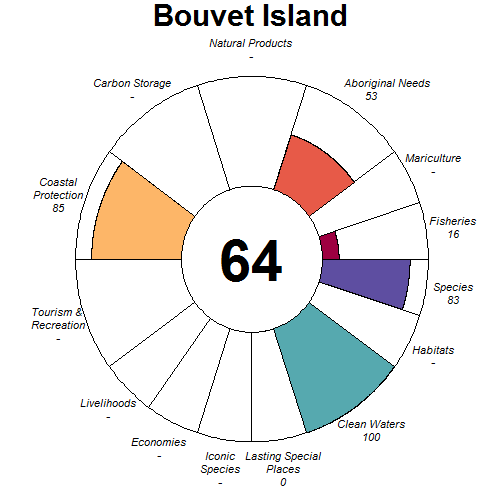 Bouvet Island
Natural Products
-
Carbon Storage
-
Aboriginal Needs
53
Mariculture
-
Coastal
Protection
85
Fisheries
16
64
Species
83
Tourism &
Recreation
-
Habitats
-
Livelihoods
-
Clean Waters
100
Economies
-
Iconic
Species
-
Lasting Special
Places
0